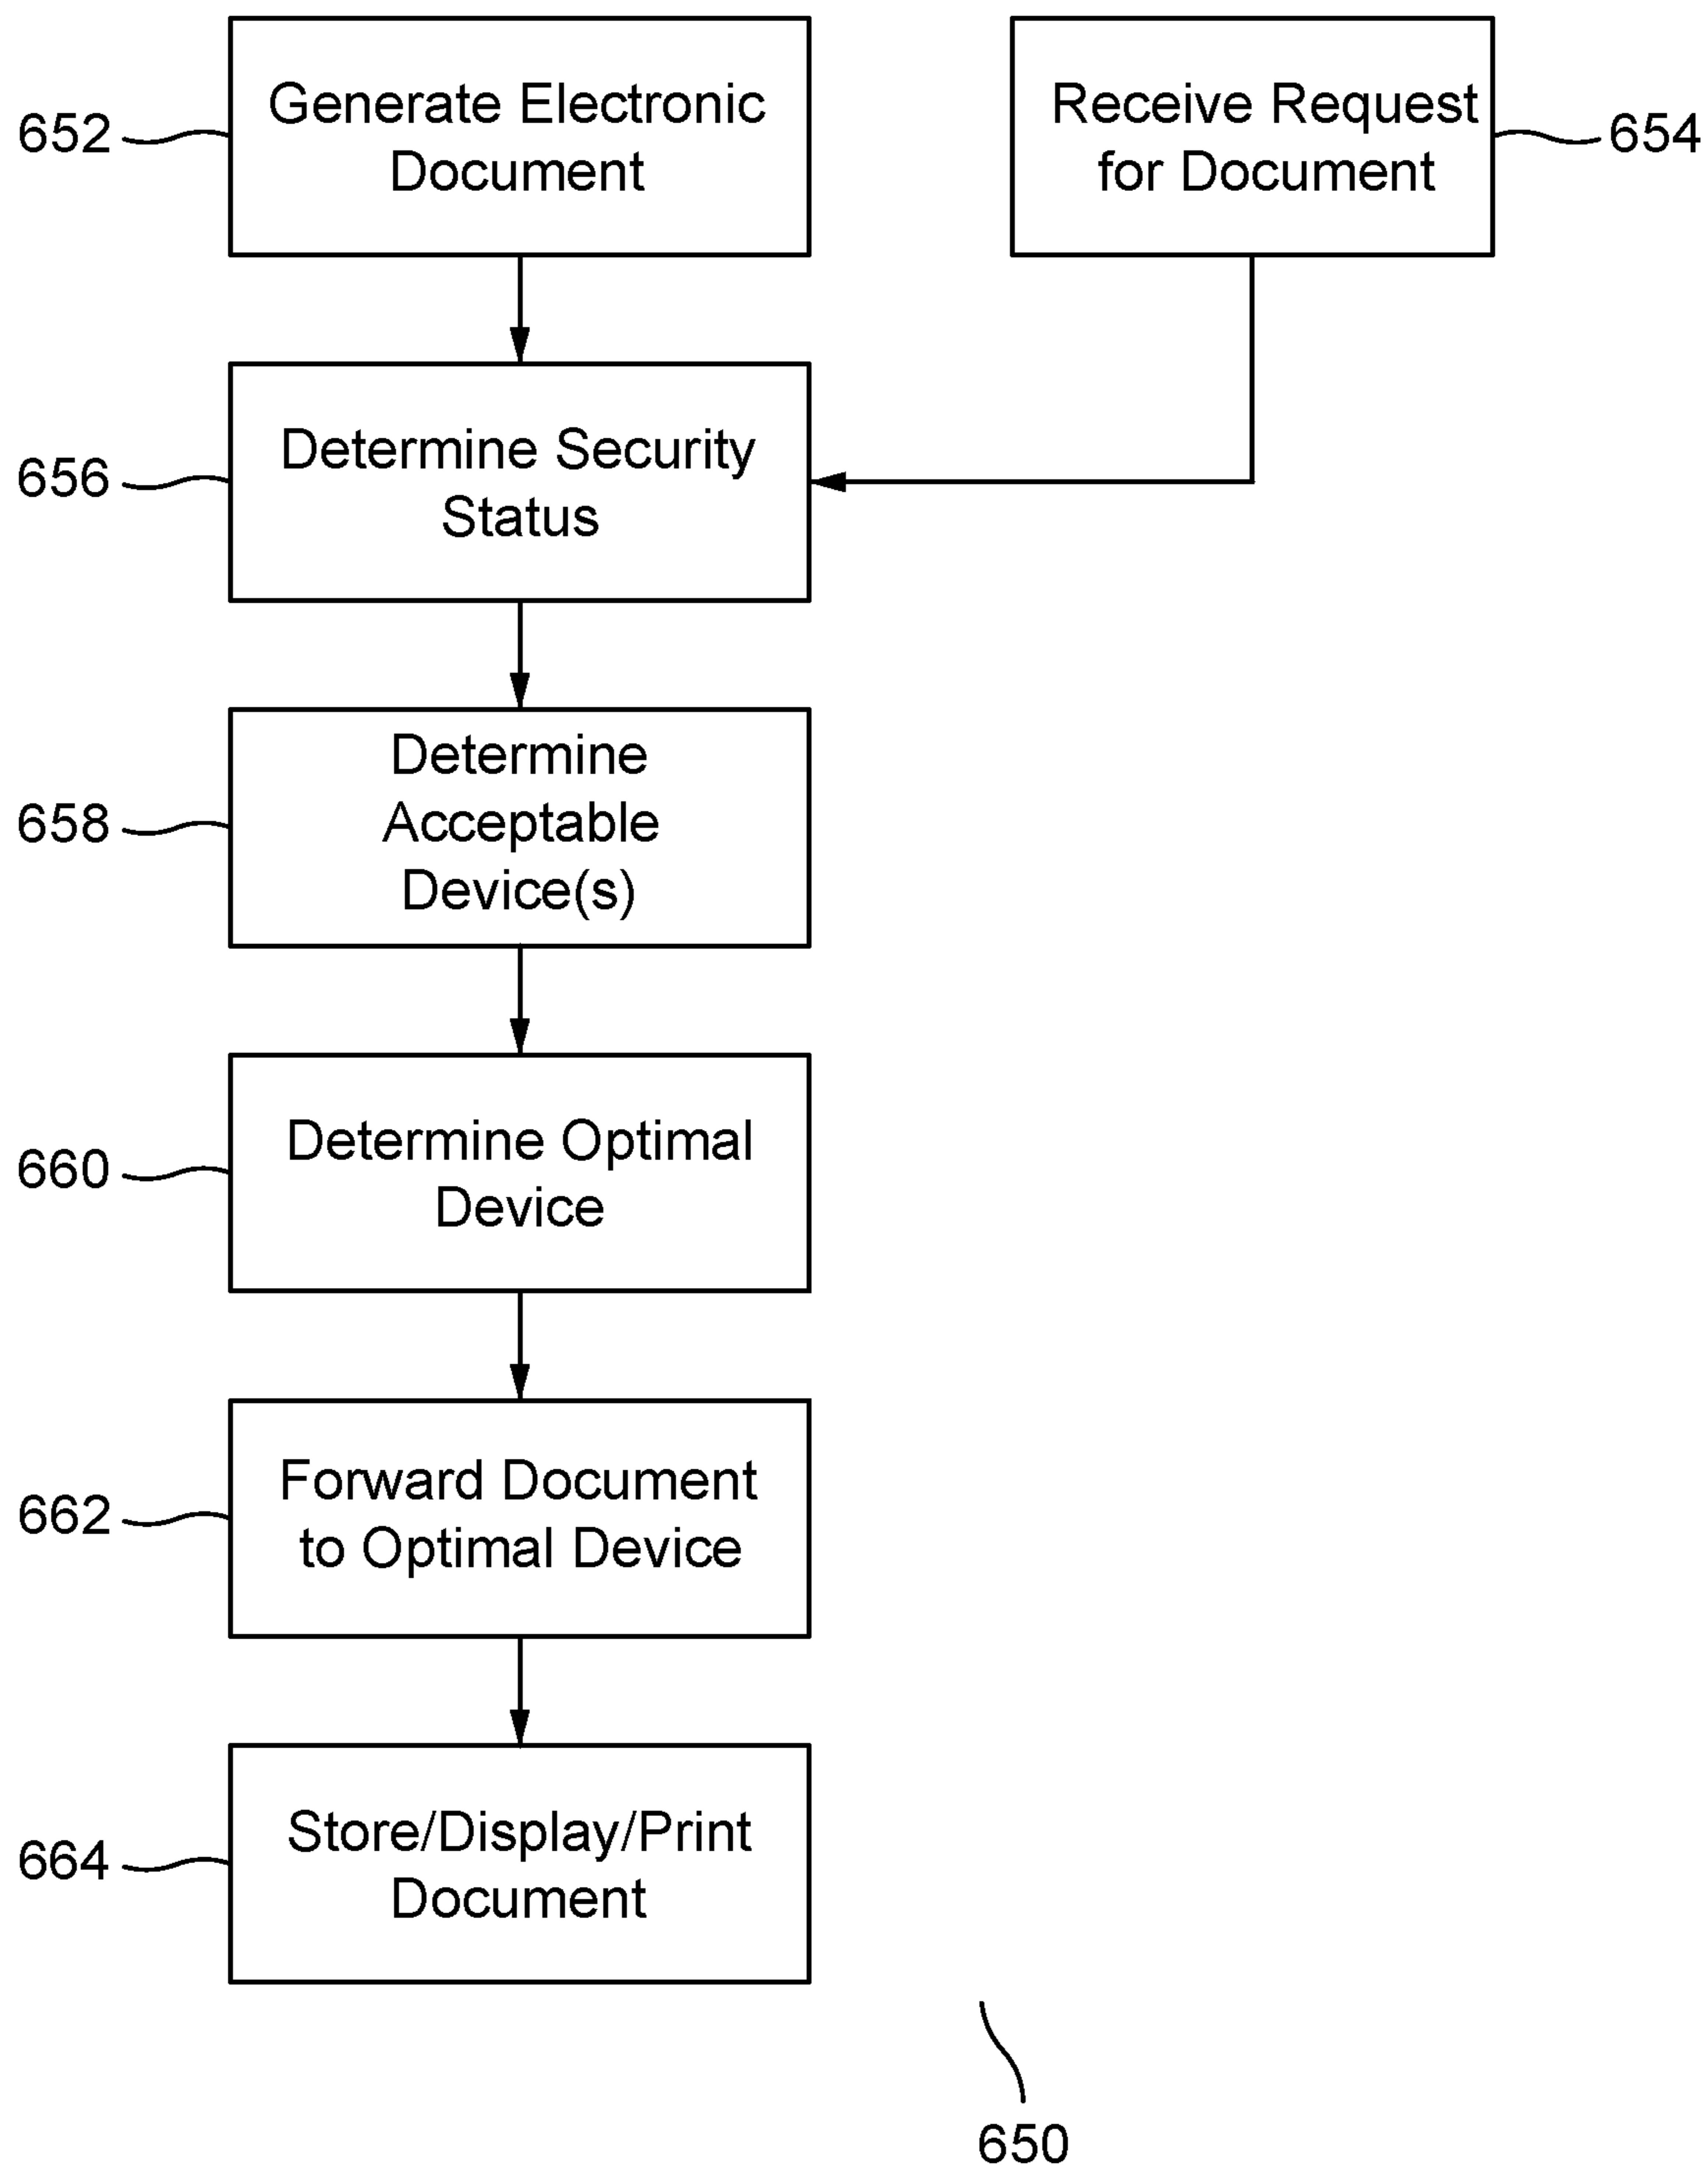 652
Generate Electronic
Document
Receive Request
for Document
654
656
Determine Security
Status
658
Determine
Acceptable
Device(s)
660
Determine Optimal
Device
662
Forward Document
to Optimal Device
664
Store/Display/Print
Document
650